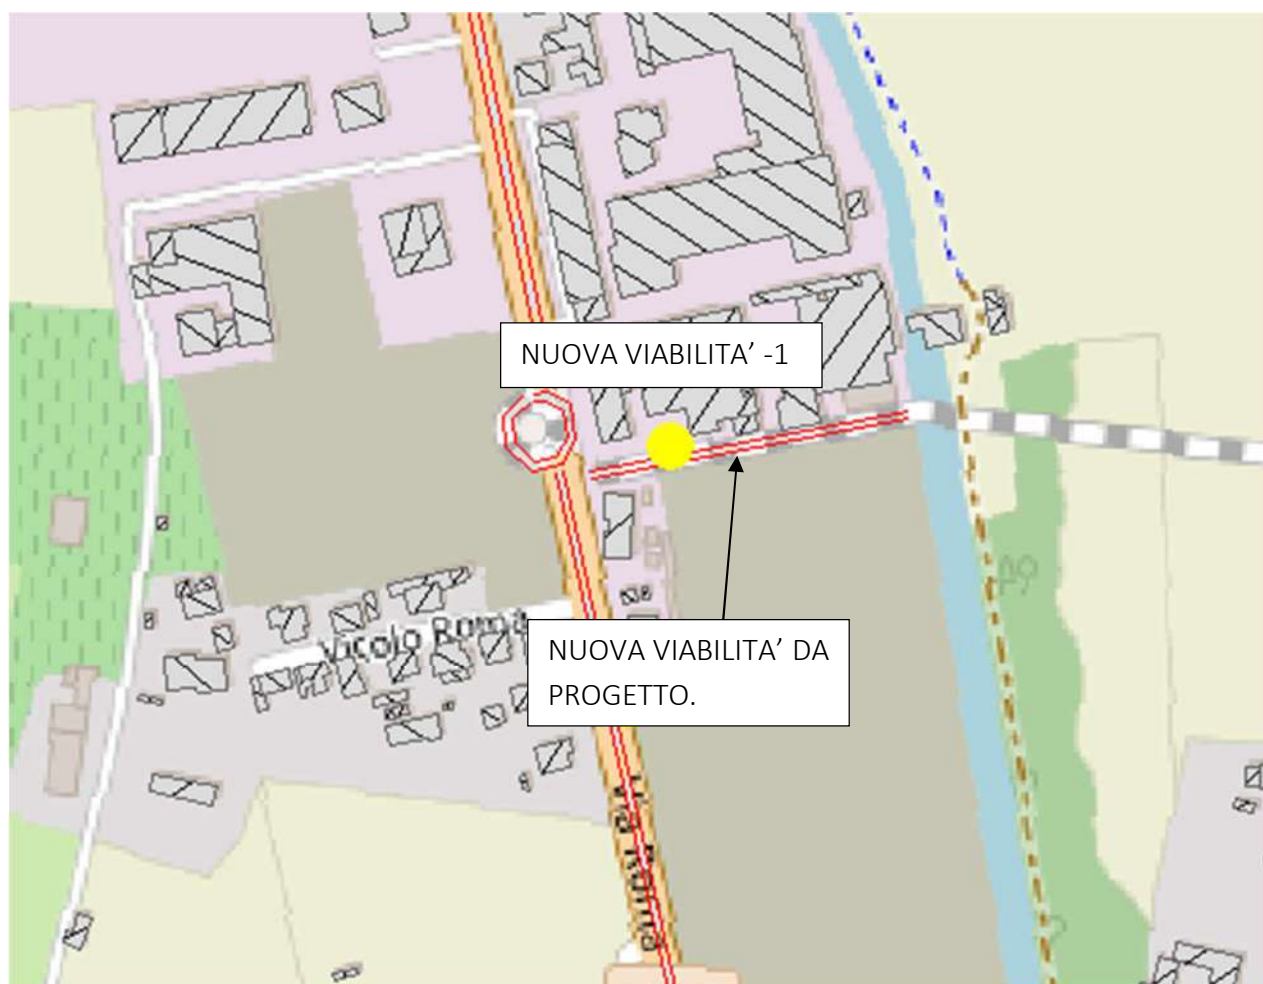 NUOVA VIABILITA’ -1
Vicolo Roma
NUOVA VIABILITA’ DA
PROGETTO.
Via Roma